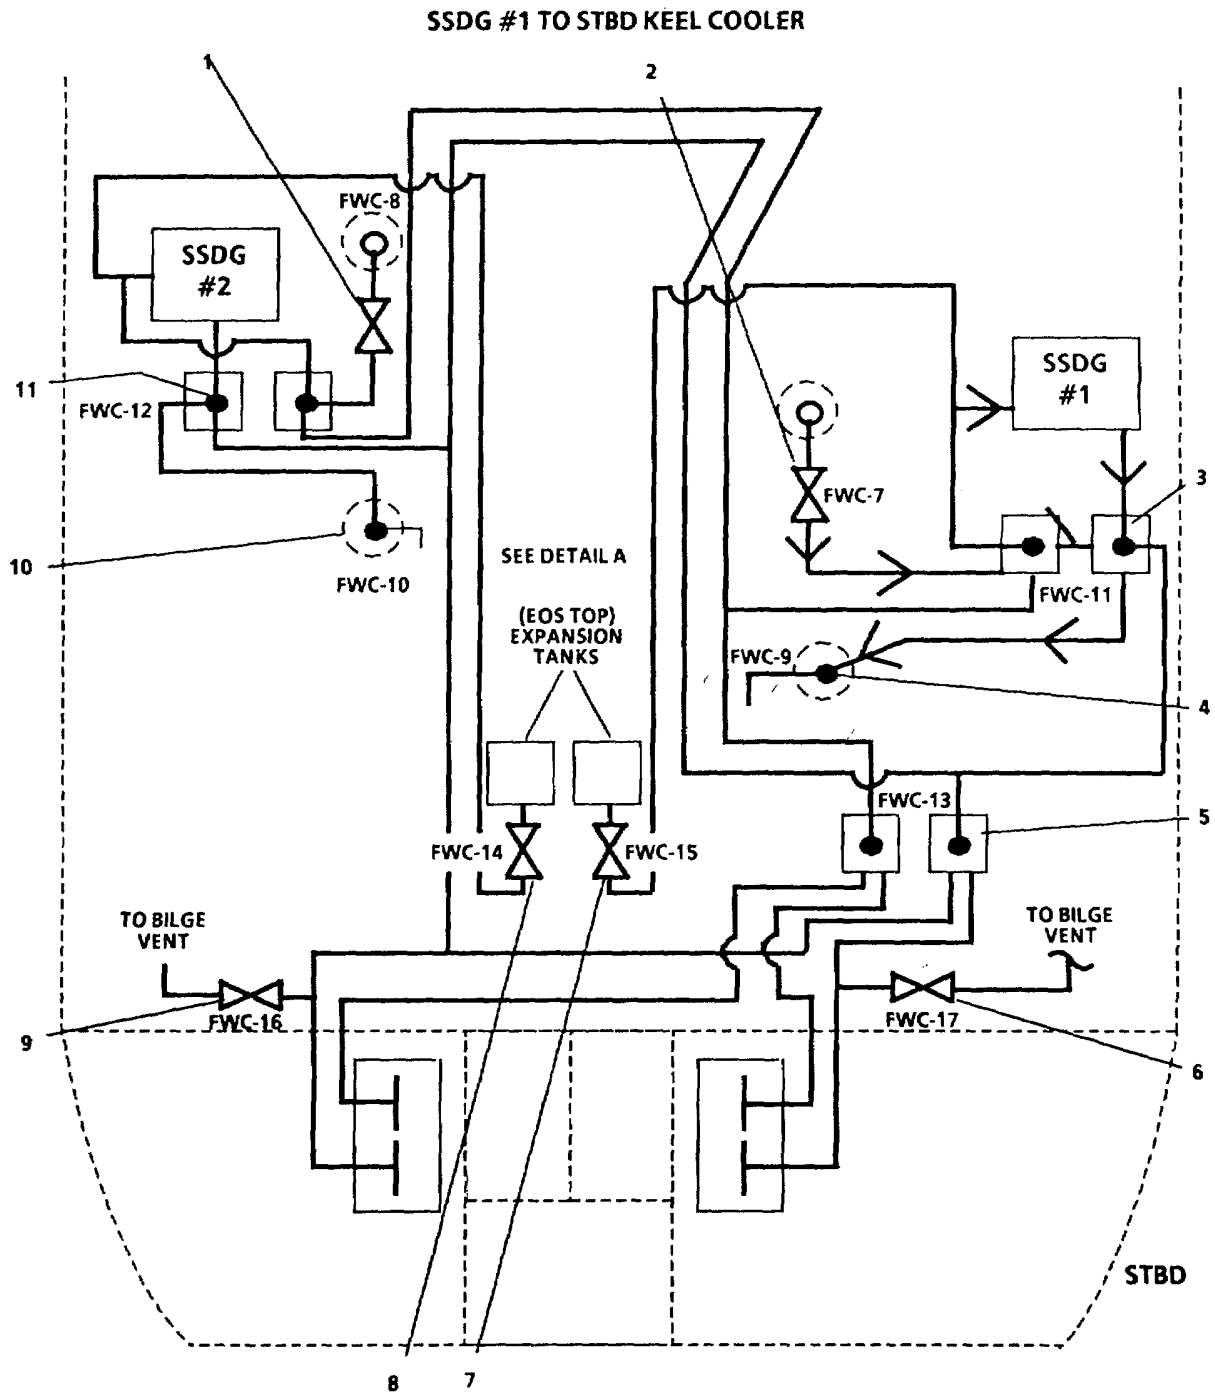 SSDG #1 TO STBD KEEL COOLER
1
2
FWC-8
SSDG
#2
SSDG
#1
11
FWC-12
3
FWC-7
10
SEE DETAIL A
FWC-10
FWC-11
(EOS TOP)
EXPANSION
TANKS
FWC-9
4
FWC-13
5
FWC-14
FWC-15
TO BILGE
VENT
TO BILGE
VENT
FWC-16
FWC-17
9
6
STBD
8
7